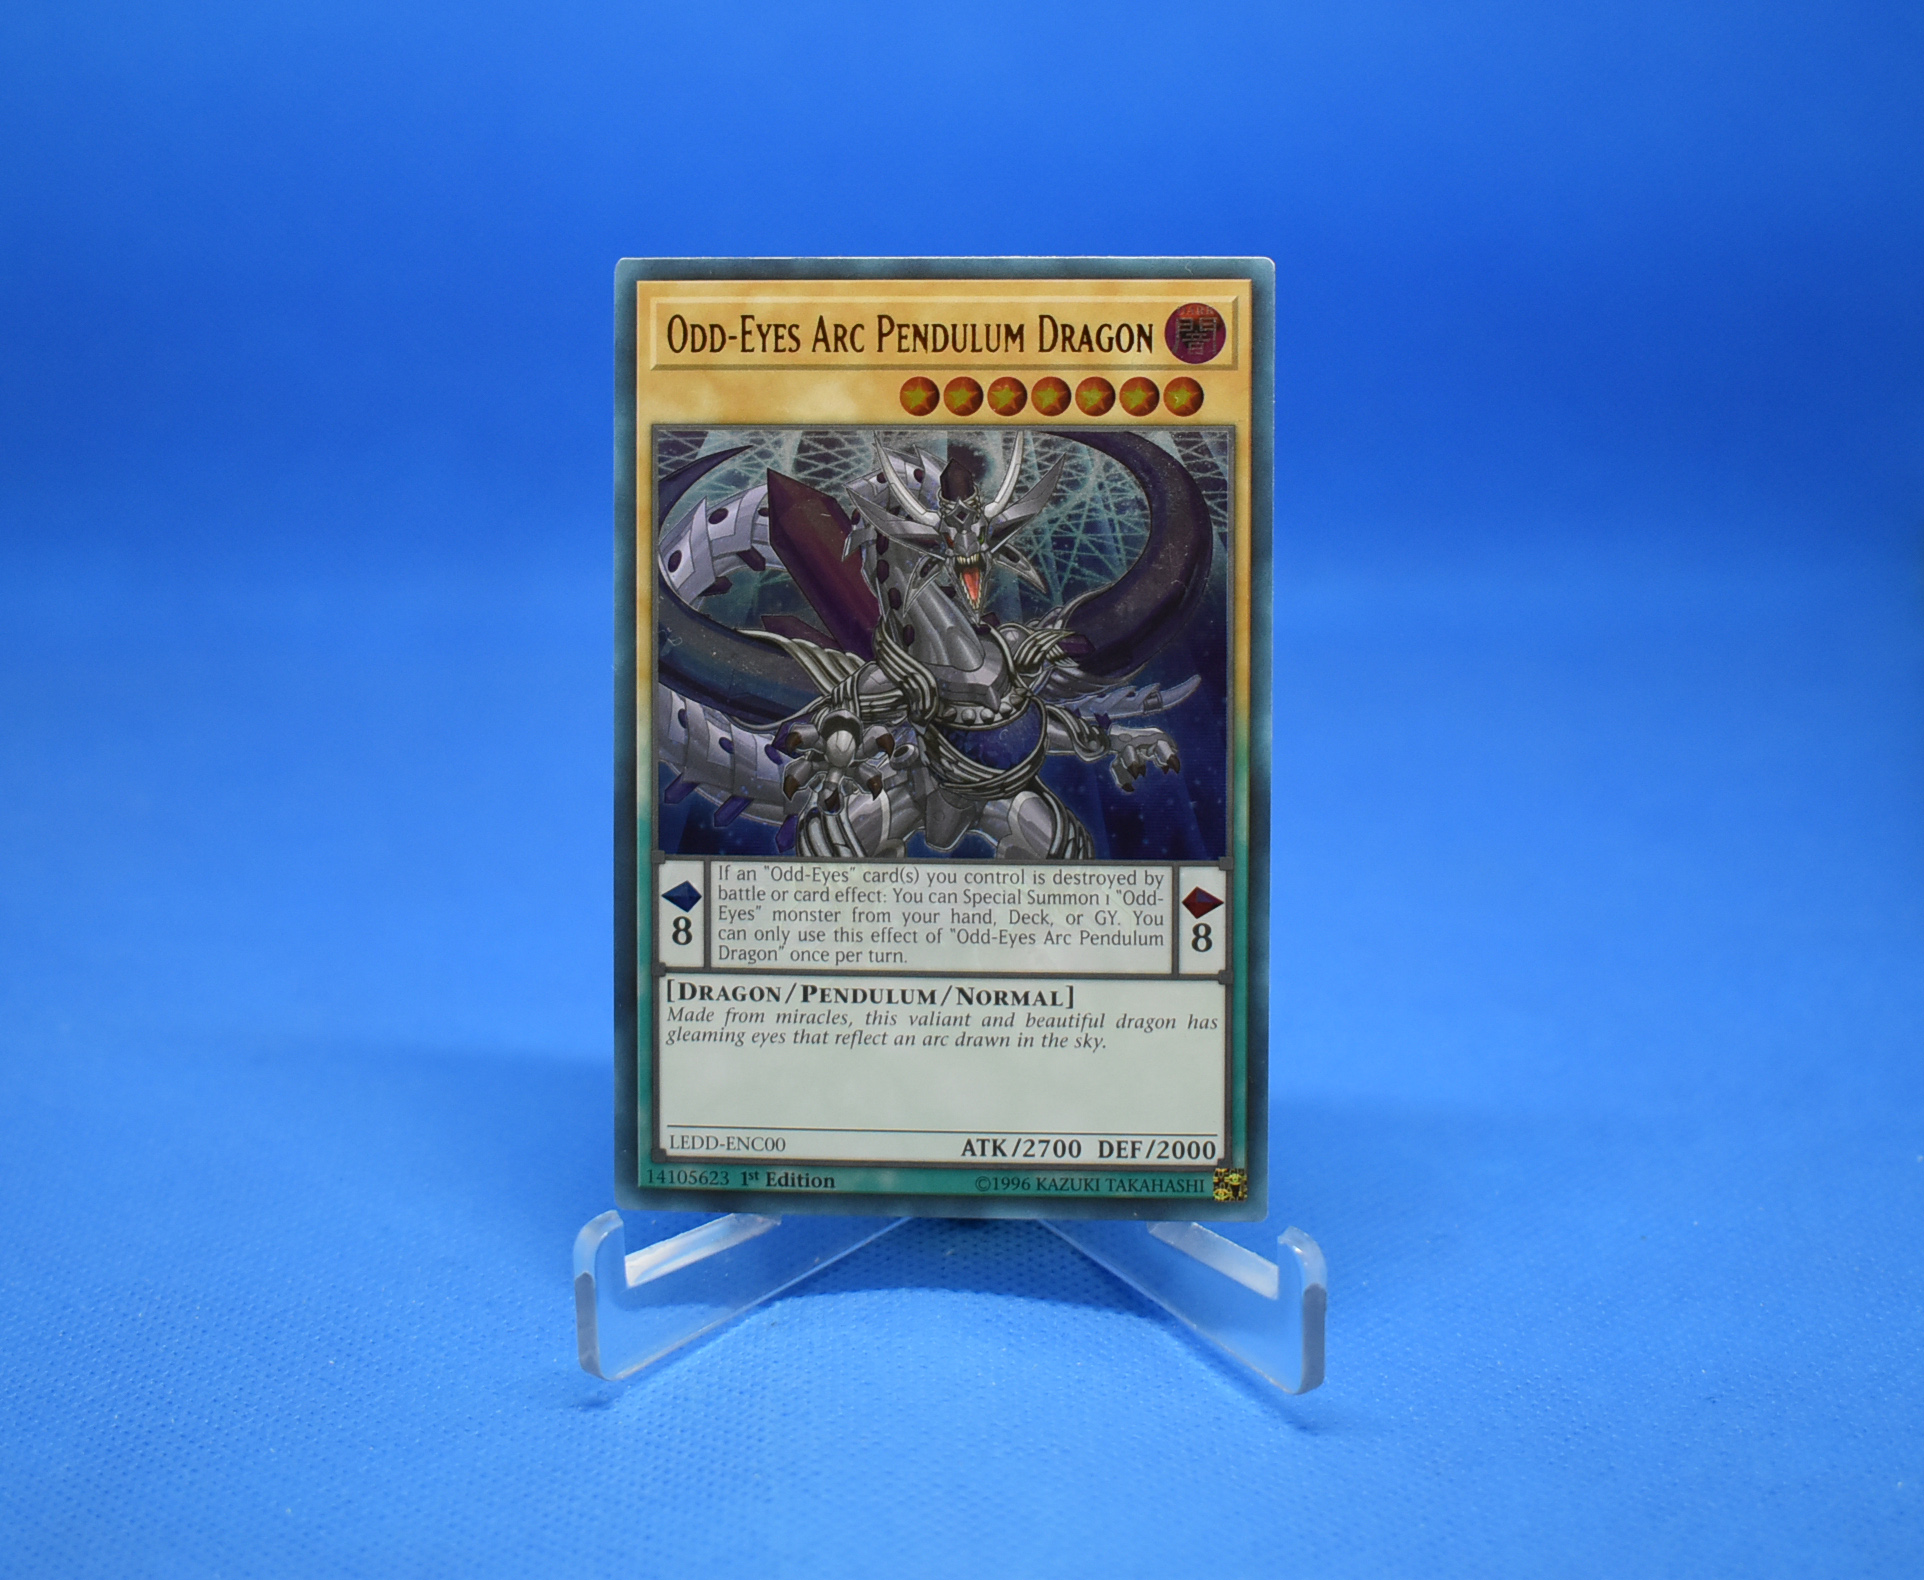 ODD-EYES ARC PENDULUM DRAGON
DARK
闇
If an "Odd-Eyes" card(s) you control is destroyed by
battle or card effect: You can Special Summon 1 "Odd-
Eyes" monster from your hand, Deck, or GY. You
can only use this effect of "Odd-Eyes Arc Pendulum
Dragon" once per turn.
8
8
[DRAGON/PENDULUM/NORMAL]
Made from miracles, this valiant and beautiful dragon has
gleaming eyes that reflect an arc drawn in the sky.
LEDD-ENC00 ATK/2700 DEF/2000
14105623 1st Edition ©1996 KAZUKI TAKAHASHI